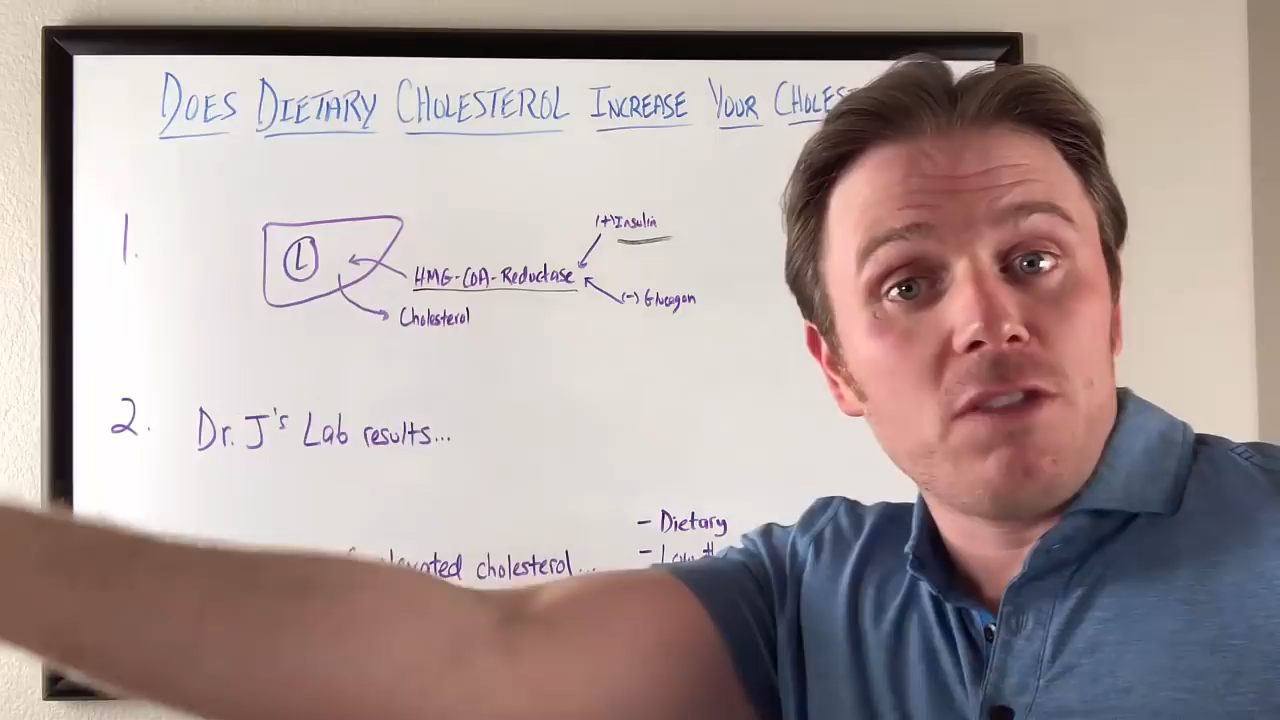 DOES DIETARY CHOLESTEROL INCREASE YOUR CHOLES
1.
L
(+) Insulin
HMG-COA-Reductase
(-) Glucagon
Cholesterol
2. Dr. J's Lab results...
- Dietary
cholesterol...
-